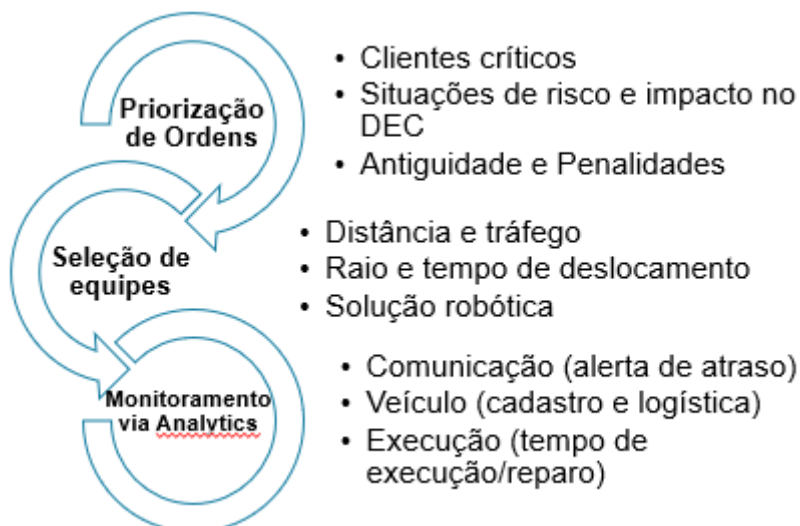 Priorização
de Ordens
• Clientes críticos
• Situações de risco e impacto no
DEC
• Antiguidade e Penalidades
Seleção de
equipes
• Distância e tráfego
• Raio e tempo de deslocamento
• Solução robótica
Monitoramento
via Analytics
• Comunicação (alerta de atraso)
• Veículo (cadastro e logística)
• Execução (tempo de
execução/reparo)